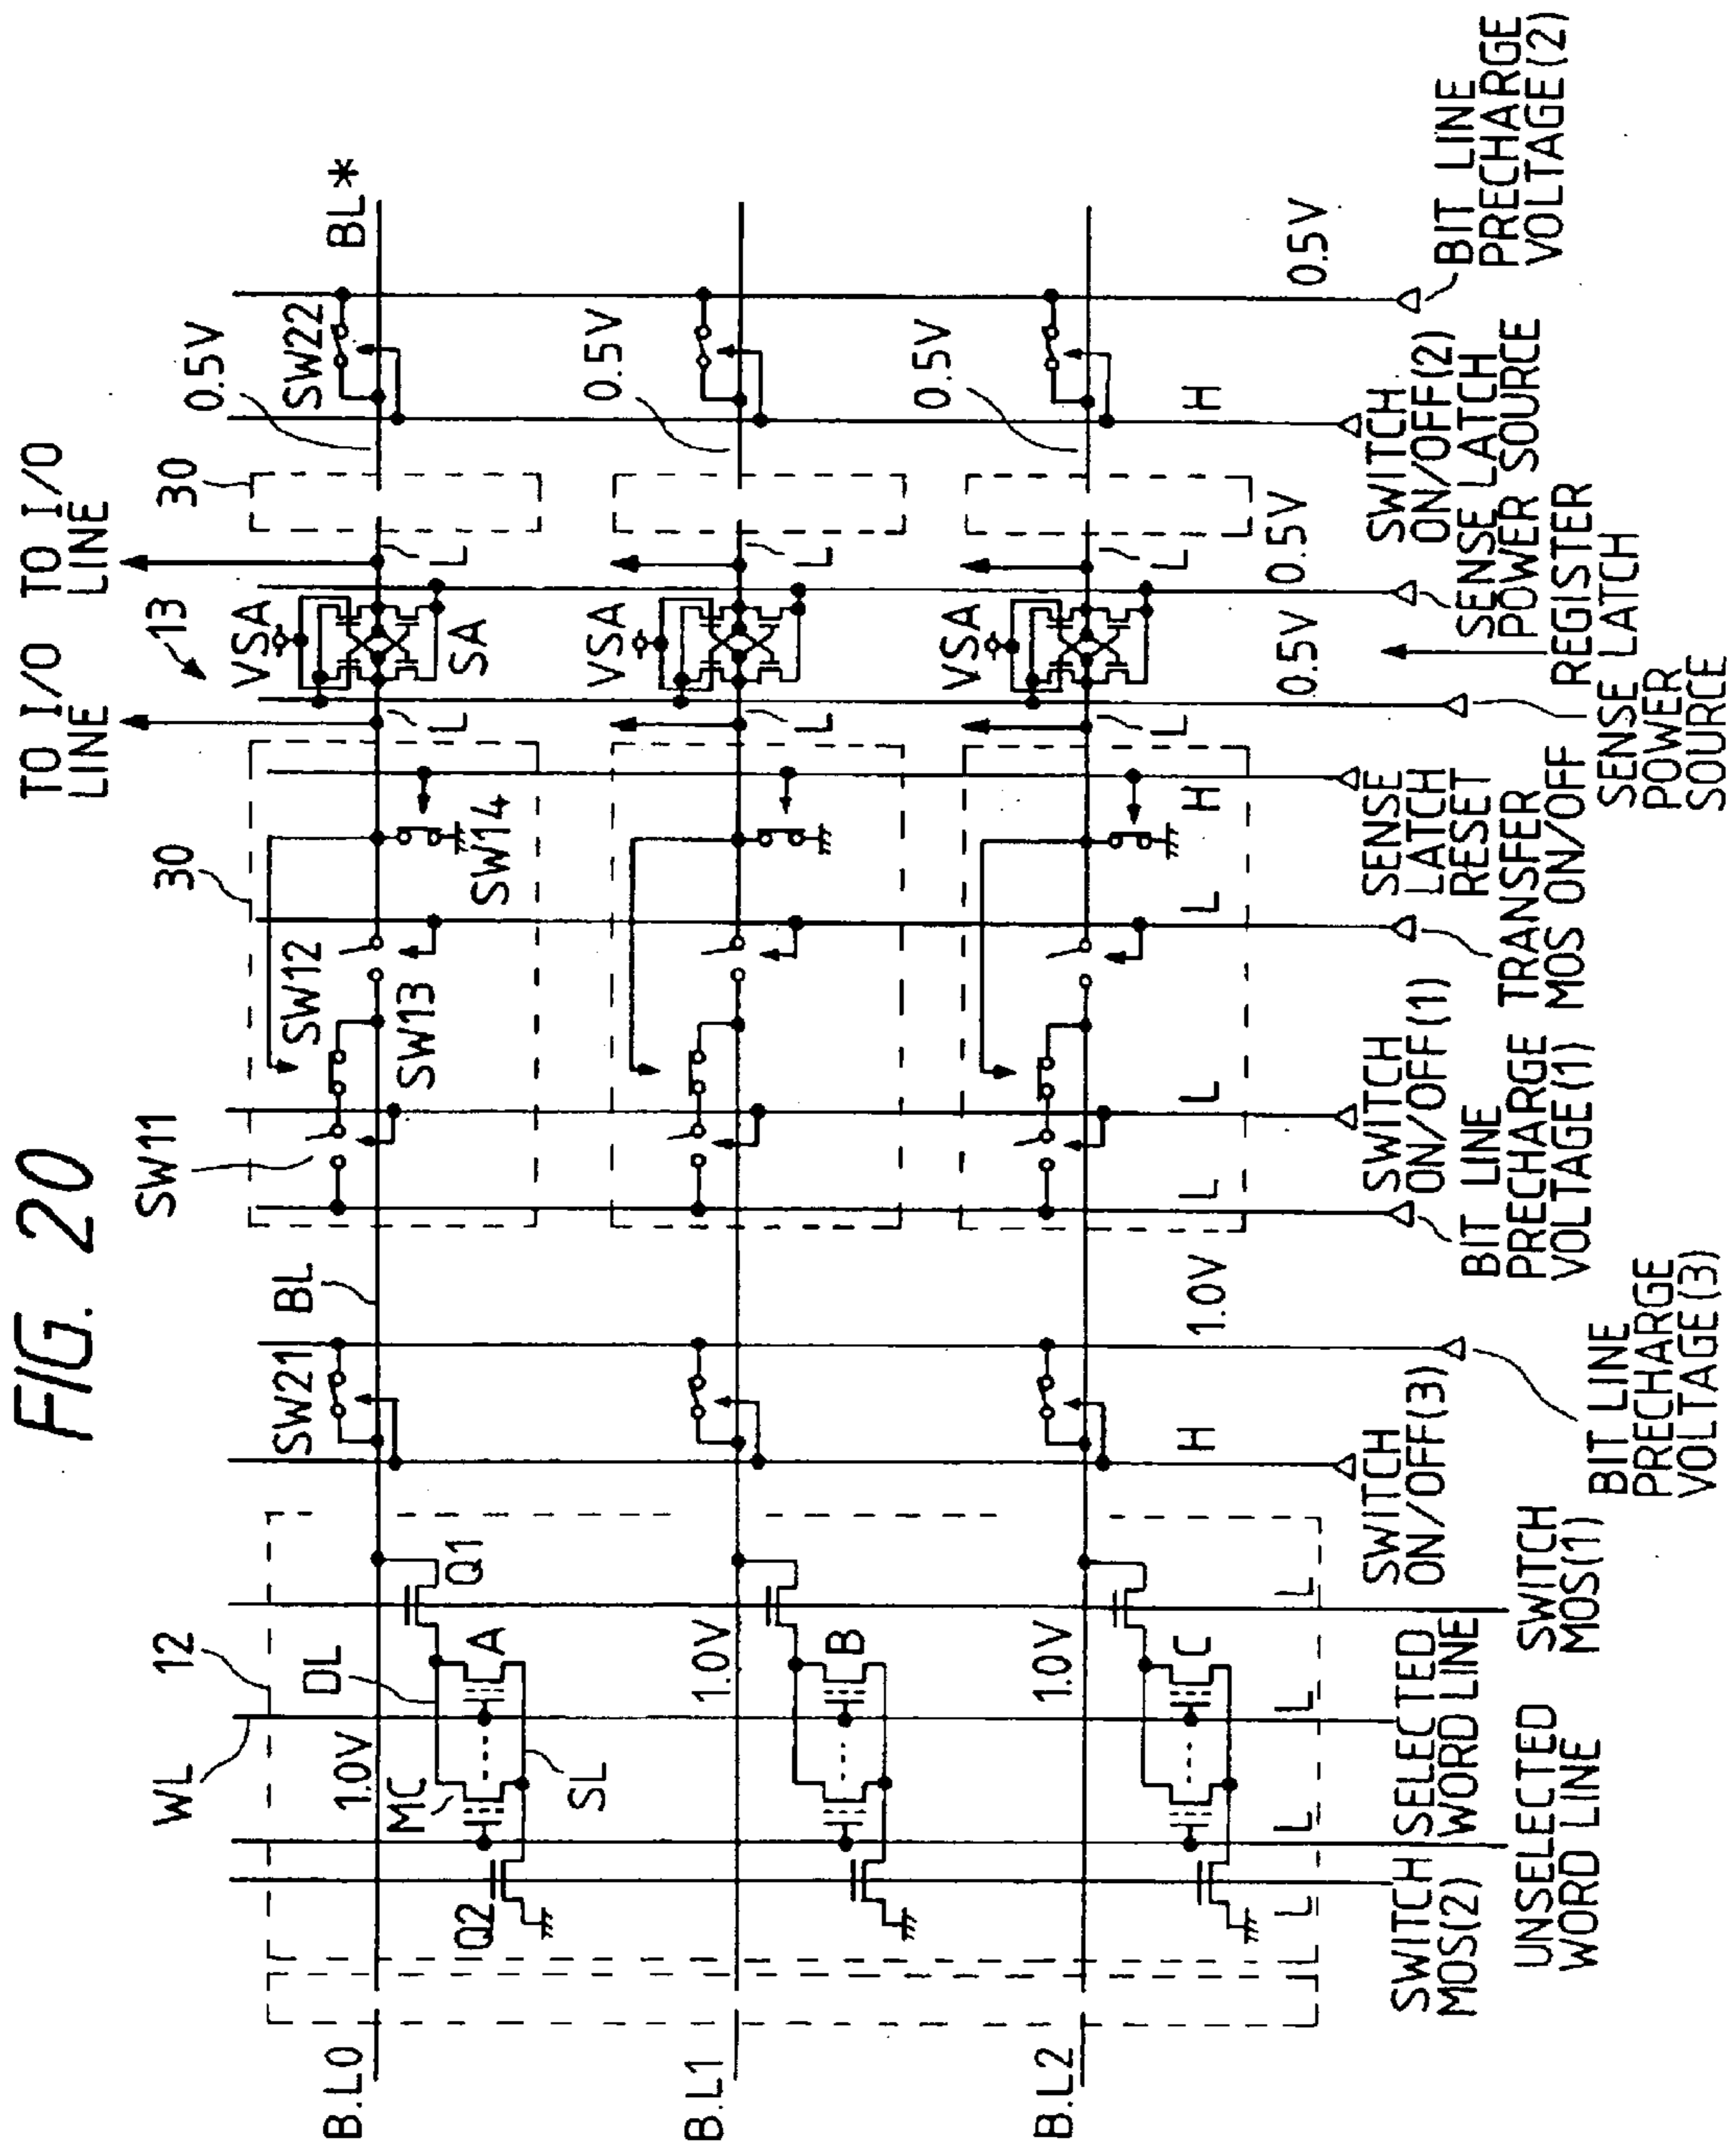 FIG. 20
TO I/O
LINE
TO I/O
LINE
WL
12
SW11
30
13
30
DL
SW21
BL
SW12
VSA
0.5V
SW22
BL*
B.L0
1.0V
MC
A
Q1
SW13
SW14
L
SA
L
Q2
SL
B.L1
1.0V
B
VSA
L
L
0.5V
B.L2
1.0V
C
VSA
L
L
0.5V
L
L
L
L
H
1.0V
L
L
L
H
0.5V
0.5V
H
0.5V
SWITCH
MOS(2)
UNSELECTED
WORD LINE
SELECTED
WORD LINE
SWITCH
MOS(1)
SWITCH
ON/OFF(3)
BIT LINE
PRECHARGE
VOLTAGE(3)
BIT LINE
PRECHARGE
VOLTAGE(1)
SWITCH
ON/OFF(1)
TRANSFER
MOS ON/OFF
SENSE
LATCH
RESET
SENSE LATCH
POWER
SOURCE
REGISTER
SENSE LATCH
POWER SOURCE
SWITCH
ON/OFF(2)
BIT LINE
PRECHARGE
VOLTAGE(2)